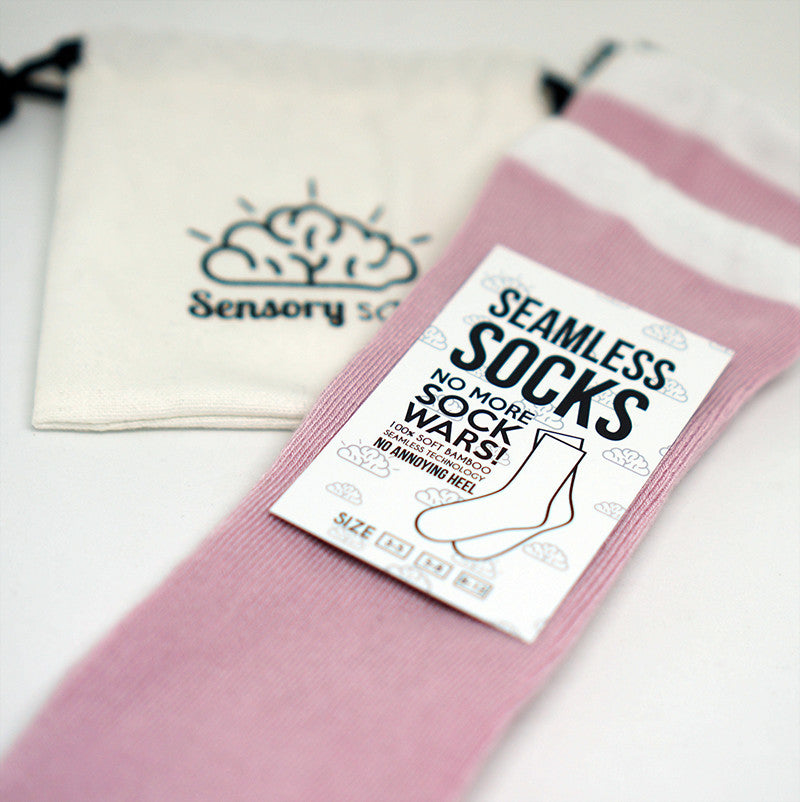 Sensory
SEAMLESS
SOCKS
NO MORE
SOCK
WARS!
100% SOFT BAMBOO
SEAMLESS TECHNOLOGY
NO ANNOYING HEEL
SIZE